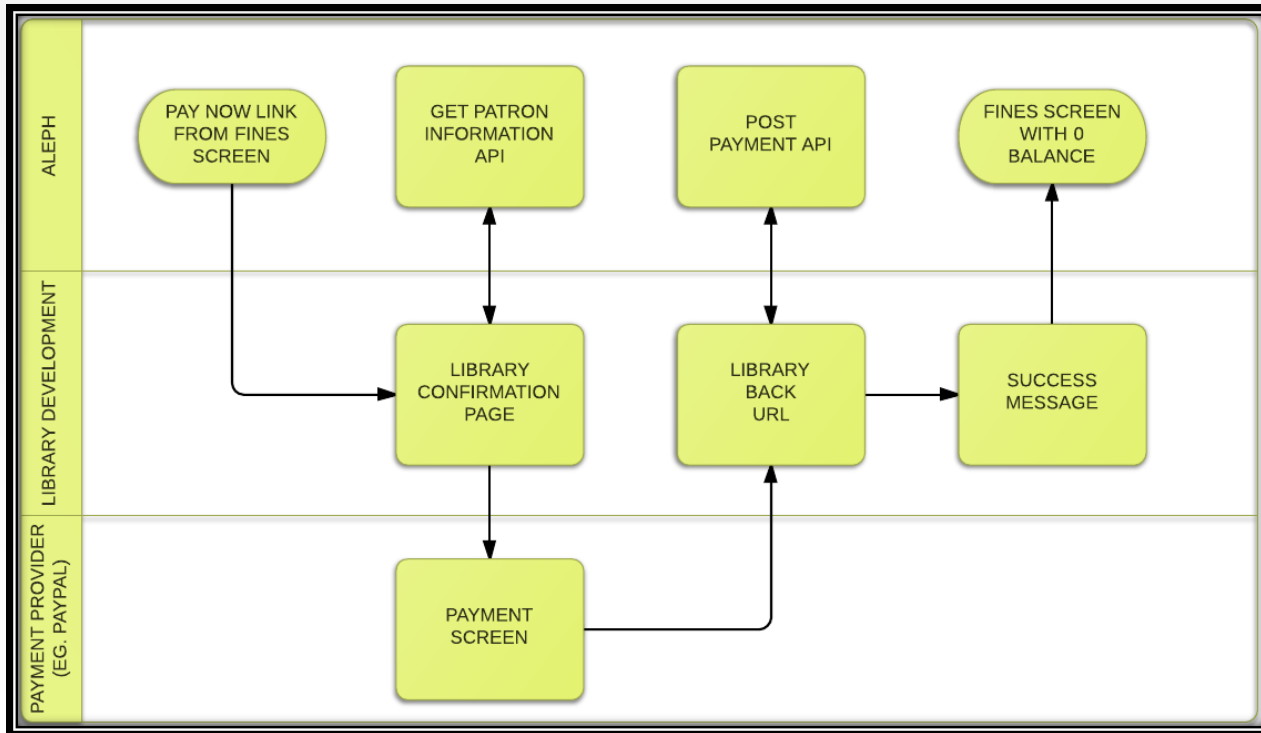 ALEPH
PAY NOW LINK
FROM FINES
SCREEN
GET PATRON
INFORMATION
API
POST
PAYMENT API
FINES SCREEN
WITH 0
BALANCE
LIBRARY DEVELOPMENT
LIBRARY
CONFIRMATION
PAGE
LIBRARY
BACK
URL
SUCCESS
MESSAGE
PAYMENT PROVIDER
(EG. PAYPAL)
PAYMENT
SCREEN